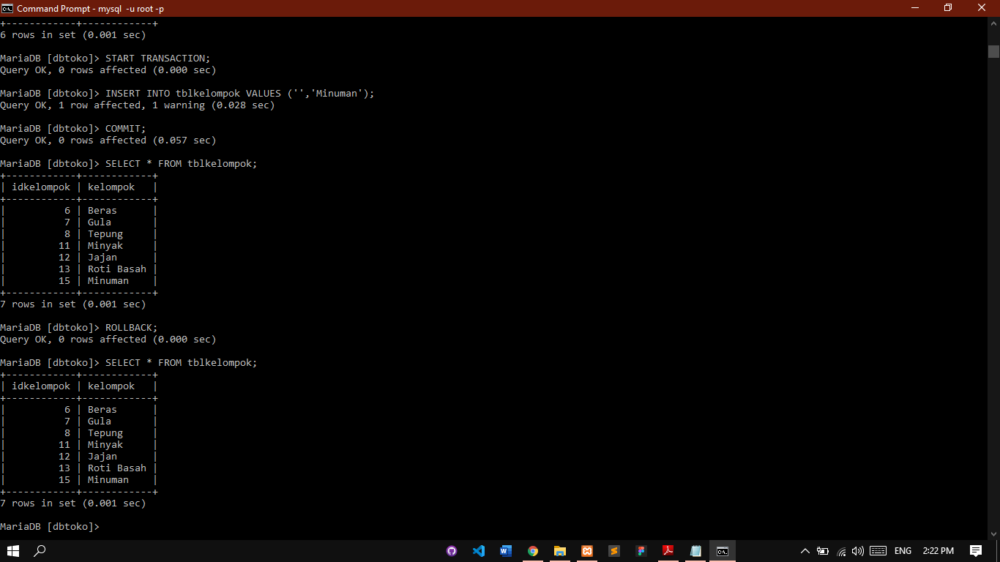 Command Prompt - mysql  -u root -p
+------------+------------+
6 rows in set (0.001 sec)
MariaDB [dbtoko]> START TRANSACTION;
Query OK, 0 rows affected (0.000 sec)
MariaDB [dbtoko]> INSERT INTO tblkelompok VALUES ('','Minuman');
Query OK, 1 row affected, 1 warning (0.028 sec)
MariaDB [dbtoko]> COMMIT;
Query OK, 0 rows affected (0.057 sec)
MariaDB [dbtoko]> SELECT * FROM tblkelompok;
+------------+------------+
| idkelompok | kelompok   |
+------------+------------+
|          6 | Beras      |
|          7 | Gula       |
|          8 | Tepung     |
|         11 | Minyak     |
|         12 | Jajan      |
|         13 | Roti Basah |
|         15 | Minuman    |
+------------+------------+
7 rows in set (0.001 sec)
MariaDB [dbtoko]> ROLLBACK;
Query OK, 0 rows affected (0.000 sec)
MariaDB [dbtoko]> SELECT * FROM tblkelompok;
+------------+------------+
| idkelompok | kelompok   |
+------------+------------+
|          6 | Beras      |
|          7 | Gula       |
|          8 | Tepung     |
|         11 | Minyak     |
|         12 | Jajan      |
|         13 | Roti Basah |
|         15 | Minuman    |
+------------+------------+
7 rows in set (0.001 sec)
MariaDB [dbtoko]>
ENG 2:22 PM